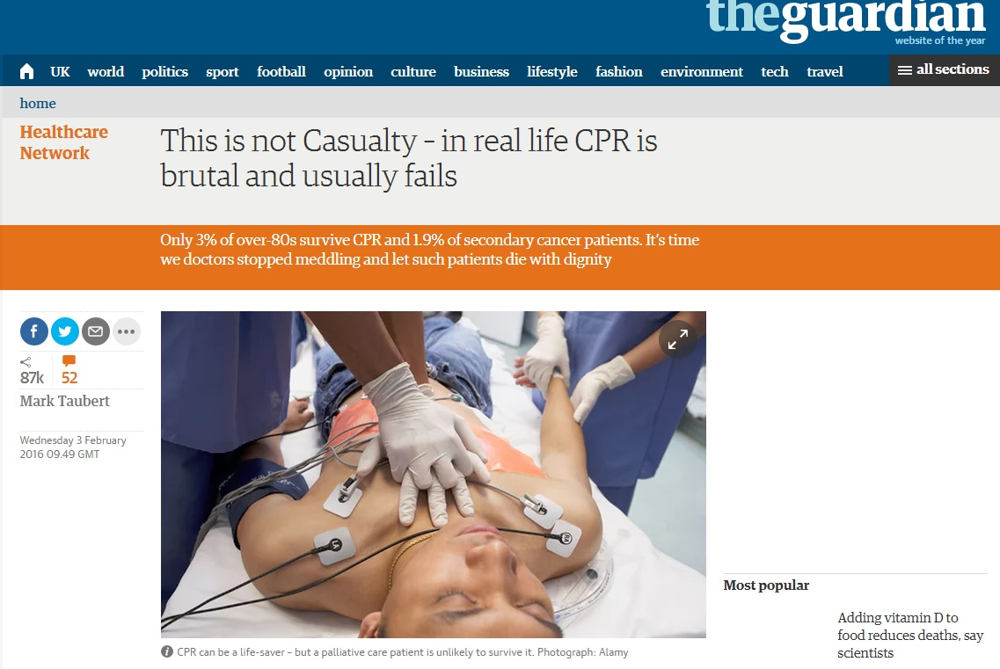 theguardian
website of the year
UK world politics sport football opinion culture business lifestyle fashion environment tech travel all sections
home
Healthcare
Network
This is not Casualty – in real life CPR is
brutal and usually fails
Only 3% of over-80s survive CPR and 1.9% of secondary cancer patients. It's time
we doctors stopped meddling and let such patients die with dignity
87k 52
Mark Taubert
Wednesday 3 February
2016 09.49 GMT
LA
RA
CPR can be a life-saver – but a palliative care patient is unlikely to survive it. Photograph: Alamy
Most popular
Adding vitamin D to
food reduces deaths, say
scientists